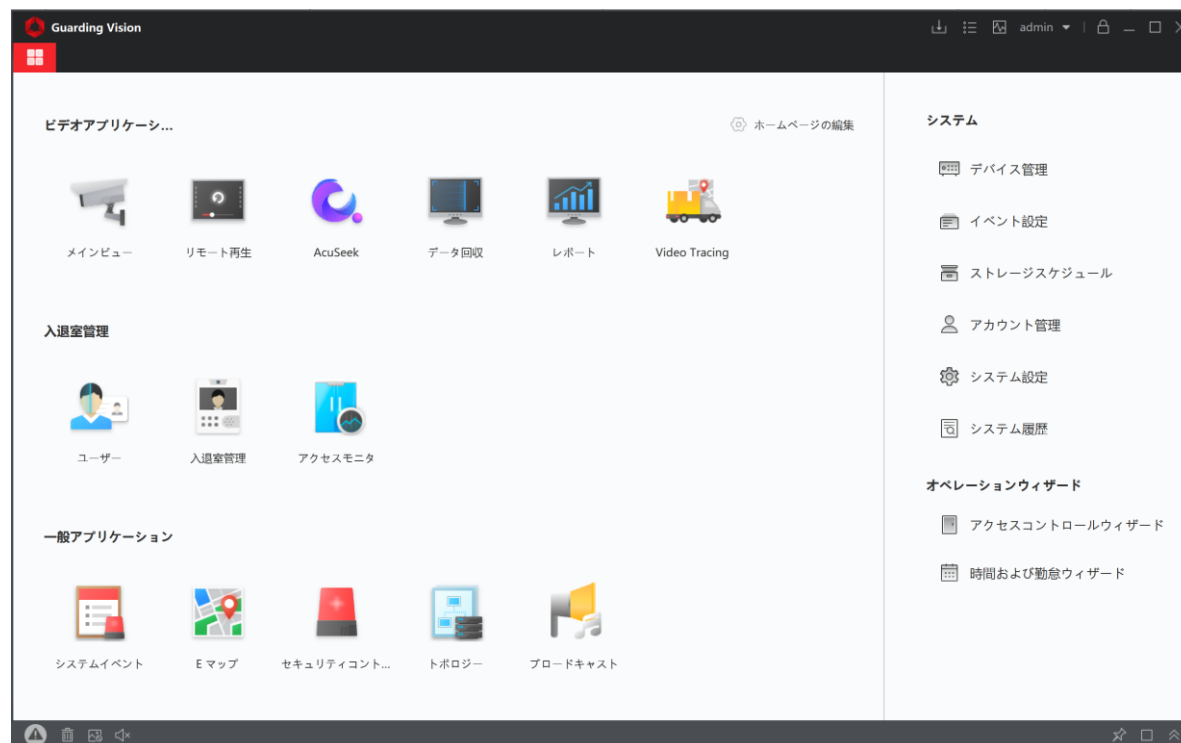 Guarding Vision
admin
ビデオアプリケーシ...
ホームページの編集
メインビュー
リモート再生
AcuSeek
データ回収
レポート
Video Tracing
入退室管理
ユーザー
入退室管理
アクセスモニタ
一般アプリケーション
システムイベント
E マップ
セキュリティコント...
トポロジー
ブロードキャスト
システム
デバイス管理
イベント設定
ストレージスケジュール
アカウント管理
システム設定
システム履歴
オペレーションウィザード
アクセスコントロールウィザード
時間および勤怠ウィザード